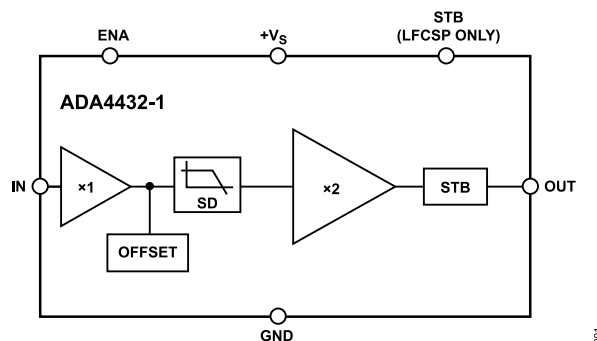 ENA
+VS
STB
(LFCSP ONLY)
ADA4432-1
IN
×1
SD
×2
STB
OUT
OFFSET
GND